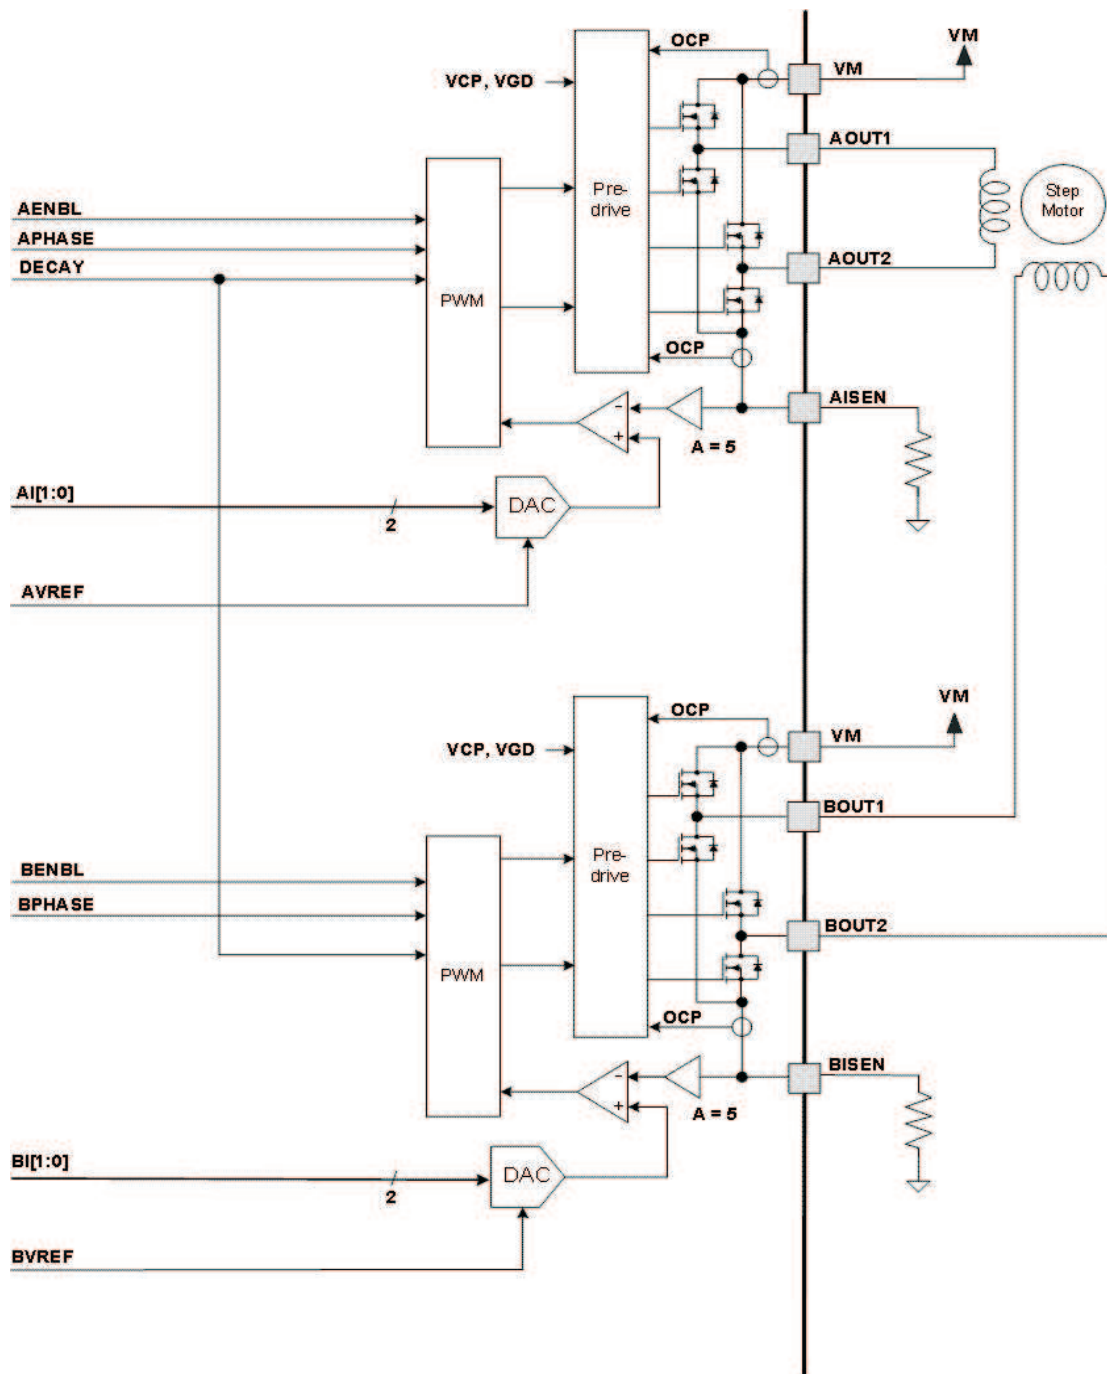 OCP
VM
VM
VCP, VGD
AOUT1
Pre-
drive
Step
Motor
AENBL
APHASE
DECAY
AOUT2
PWM
OCP
AISEN
-
+
A = 5
AI[1:0]
2
DAC
AVREF
OCP
VM
VM
VCP, VGD
BOUT1
Pre-
drive
BENBL
BPHASE
BOUT2
PWM
OCP
BISEN
-
+
A = 5
BI[1:0]
2
DAC
BVREF